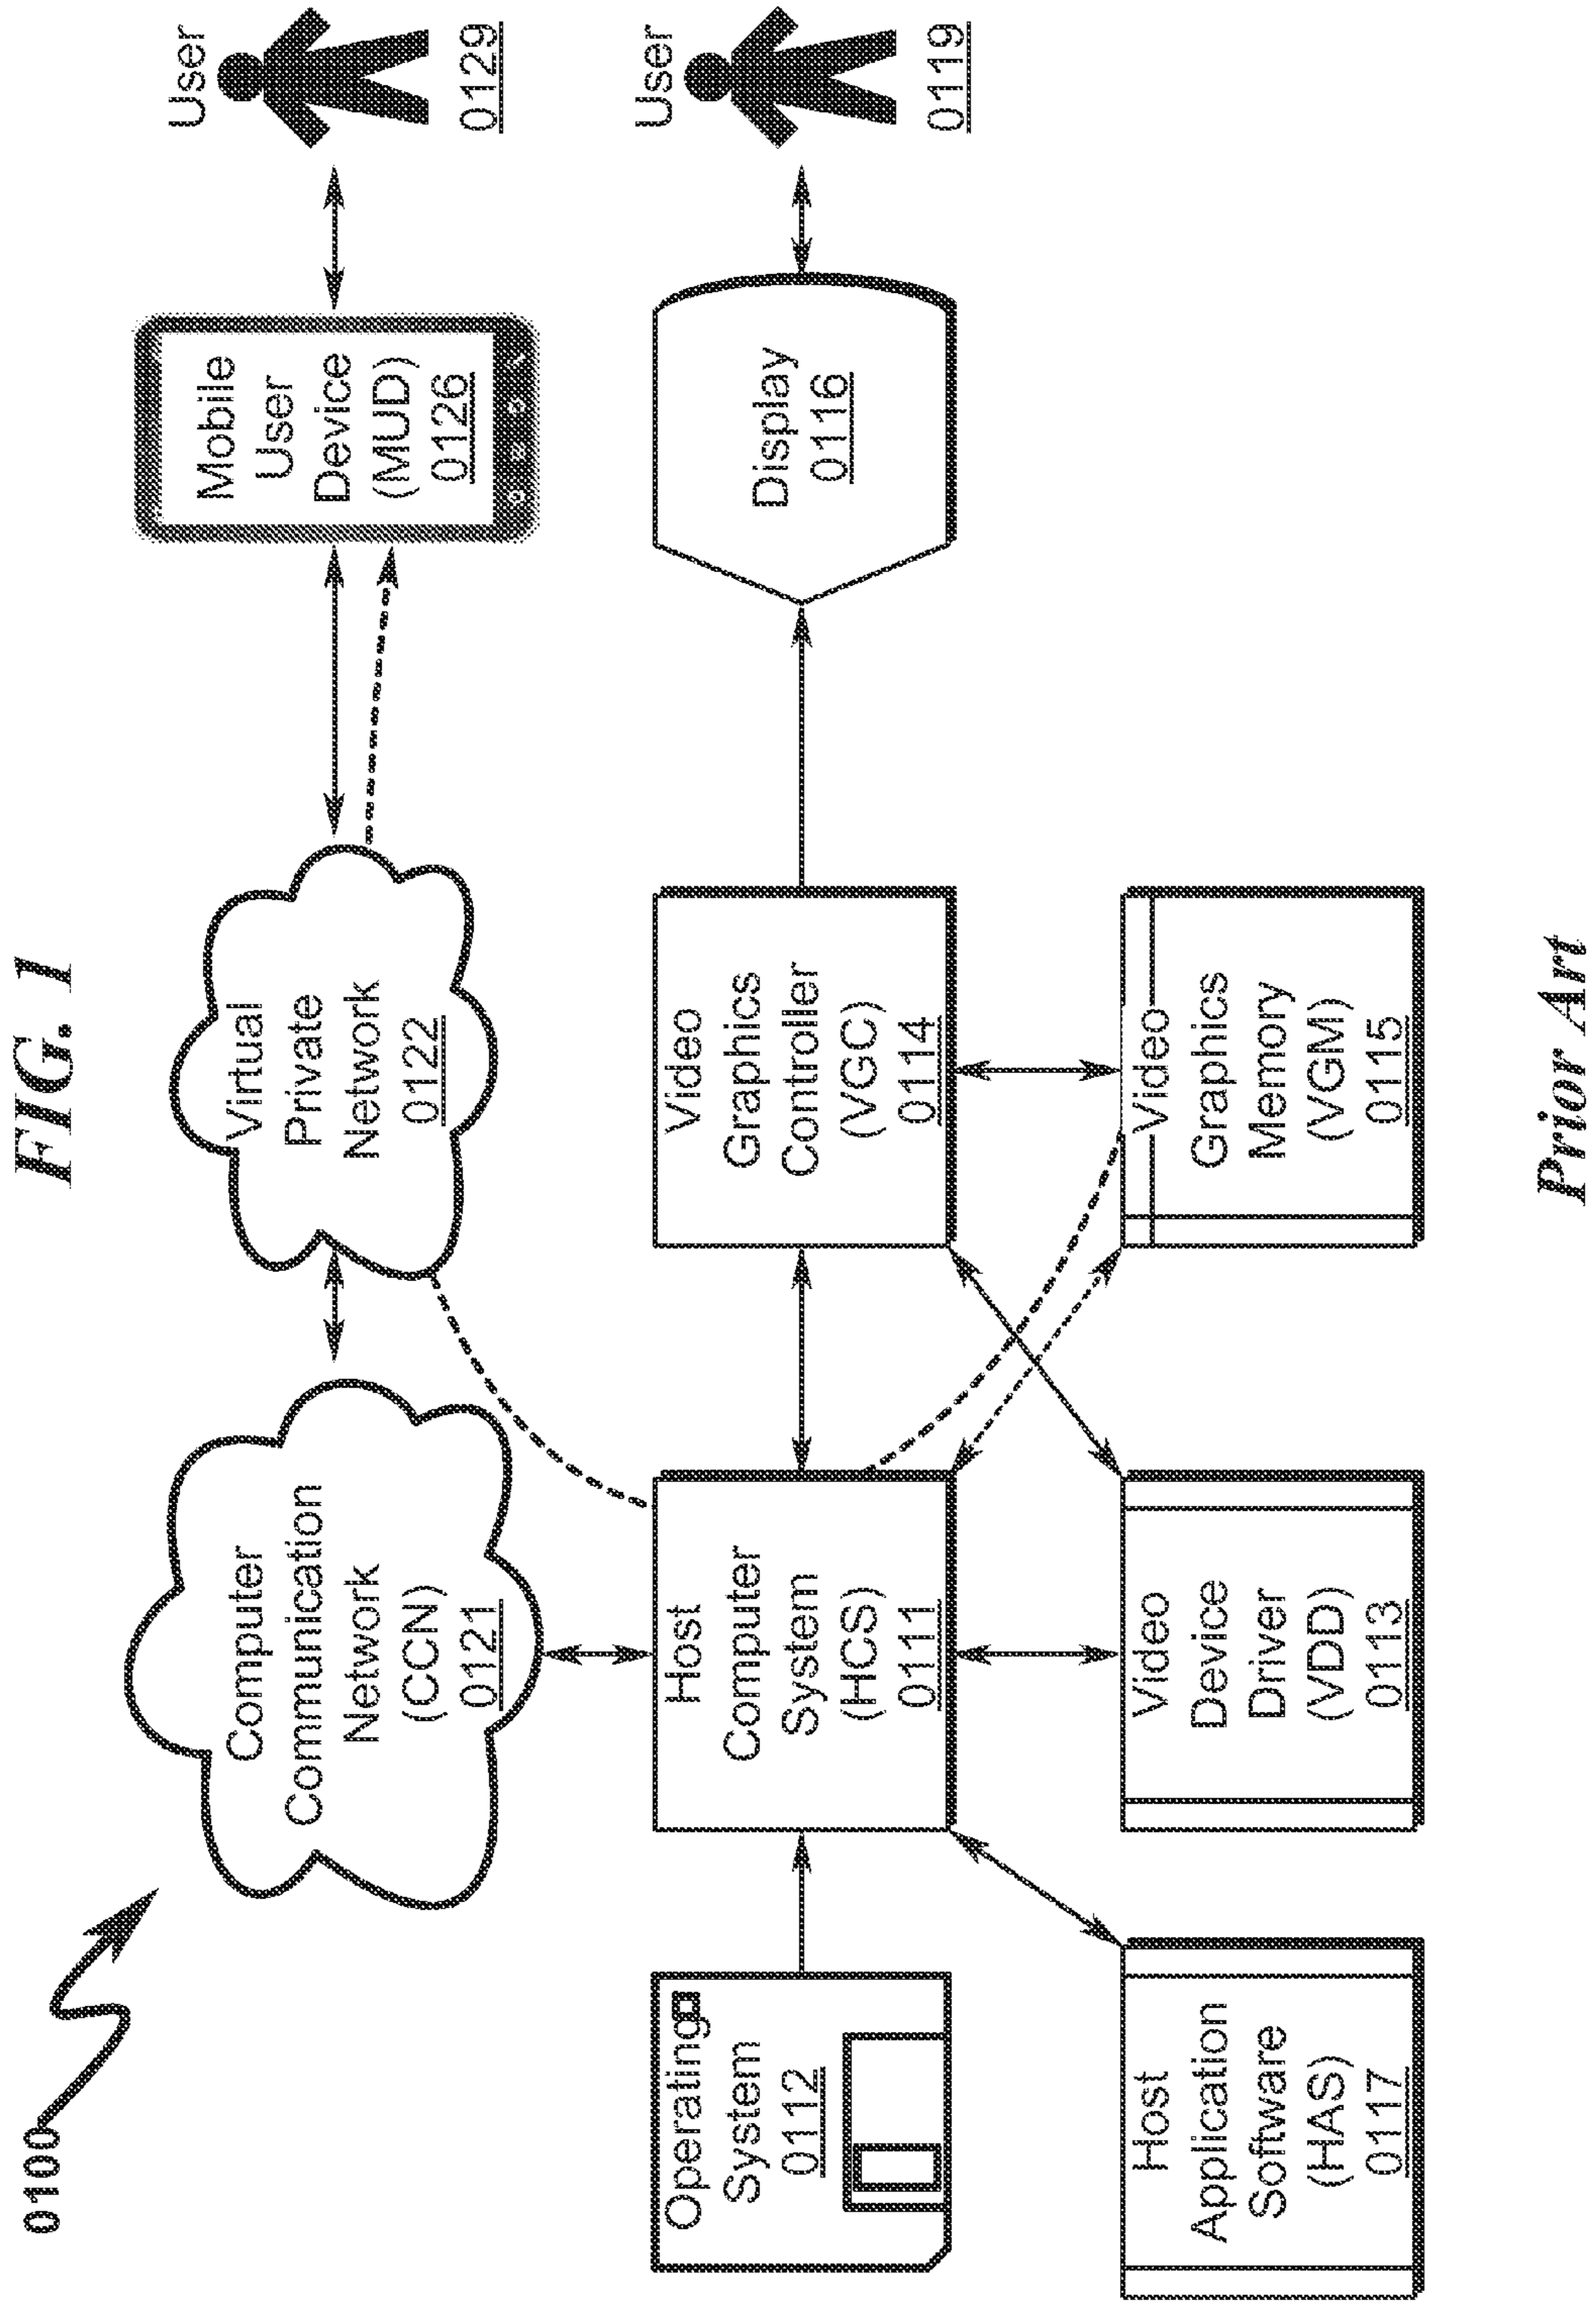 FIG. 1
0100
Computer
Communication
Network
(CCN)
0121
Virtual
Private
Network
0122
Mobile
User
Device
(MUD)
0126
User
0129
Operating
System
0112
Host
Computer
System
(HCS)
0111
Video
Graphics
Controller
(VGC)
0114
Display
0116
User
0119
Host
Application
Software
(HAS)
0117
Video
Device
Driver
(VDD)
0113
Video
Graphics
Memory
(VGM)
0115
Prior Art